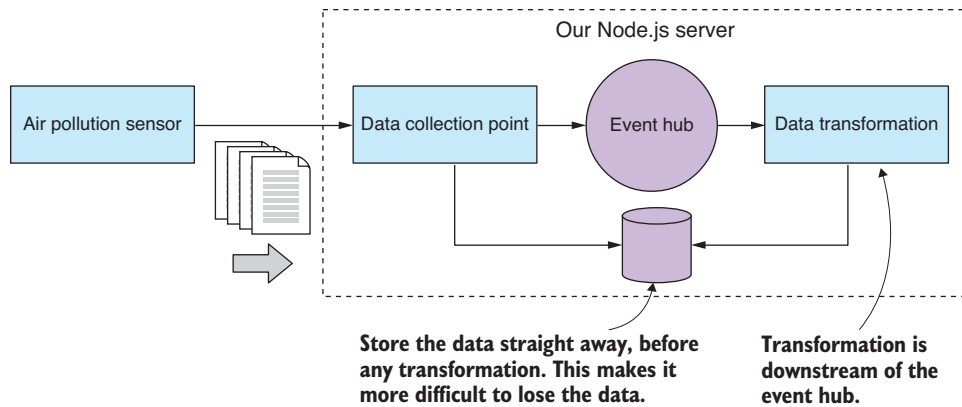 Our Node.js server
Air pollution sensor
Data collection point
Event hub
Data transformation
Store the data straight away, before
any transformation. This makes it
more difficult to lose the data.
Transformation is
downstream of the
event hub.